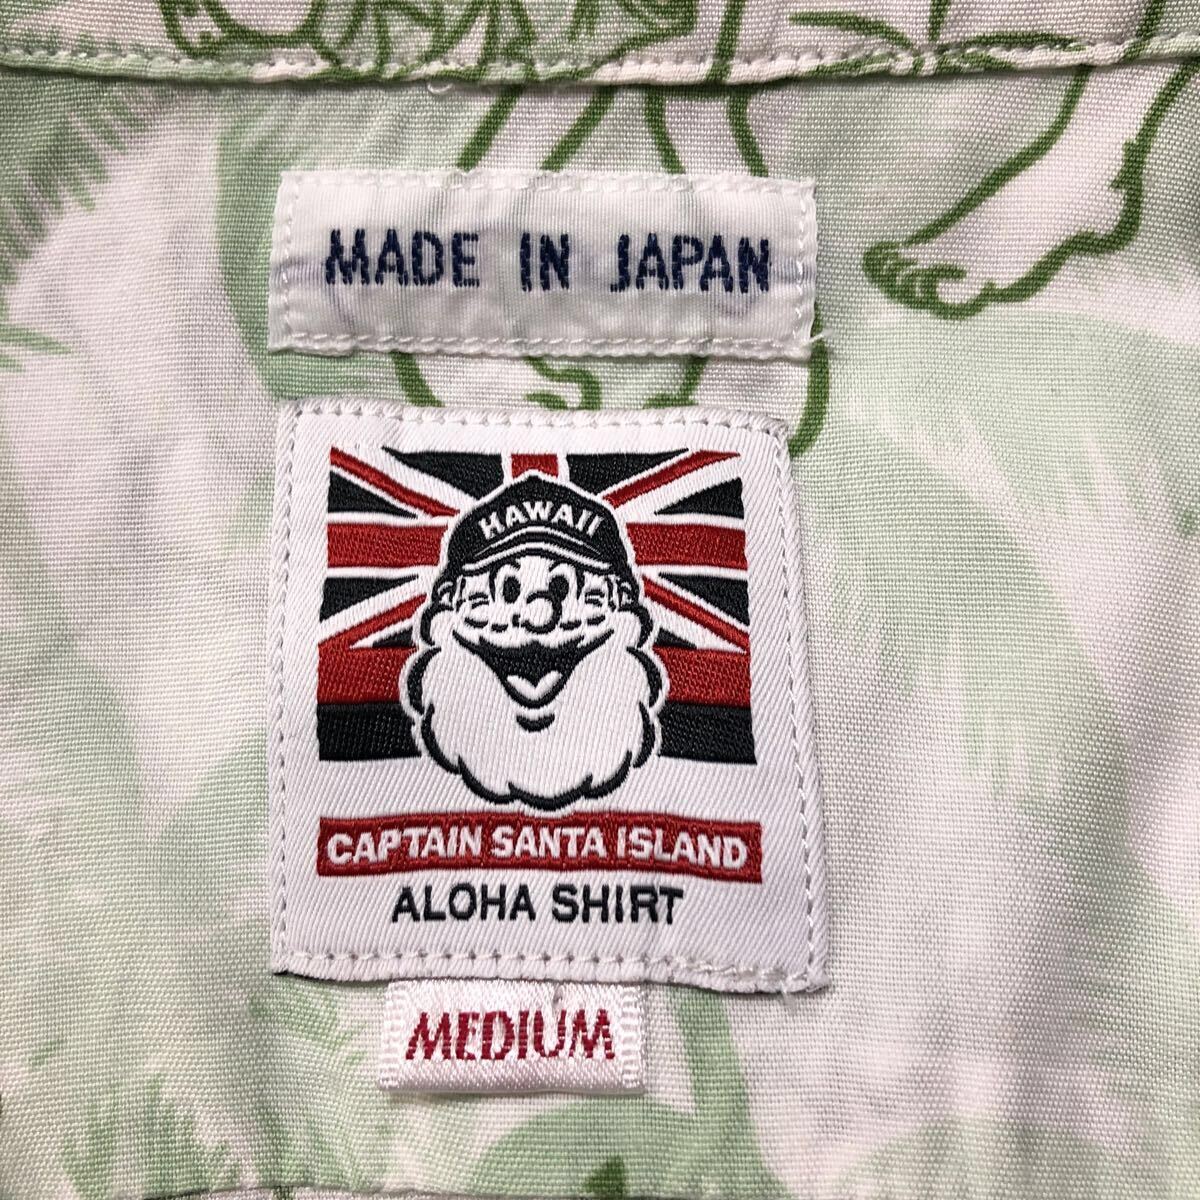 MADE IN JAPAN
HAWAII
CAPTAIN SANTA ISLAND
ALOHA SHIRT
MEDIUM